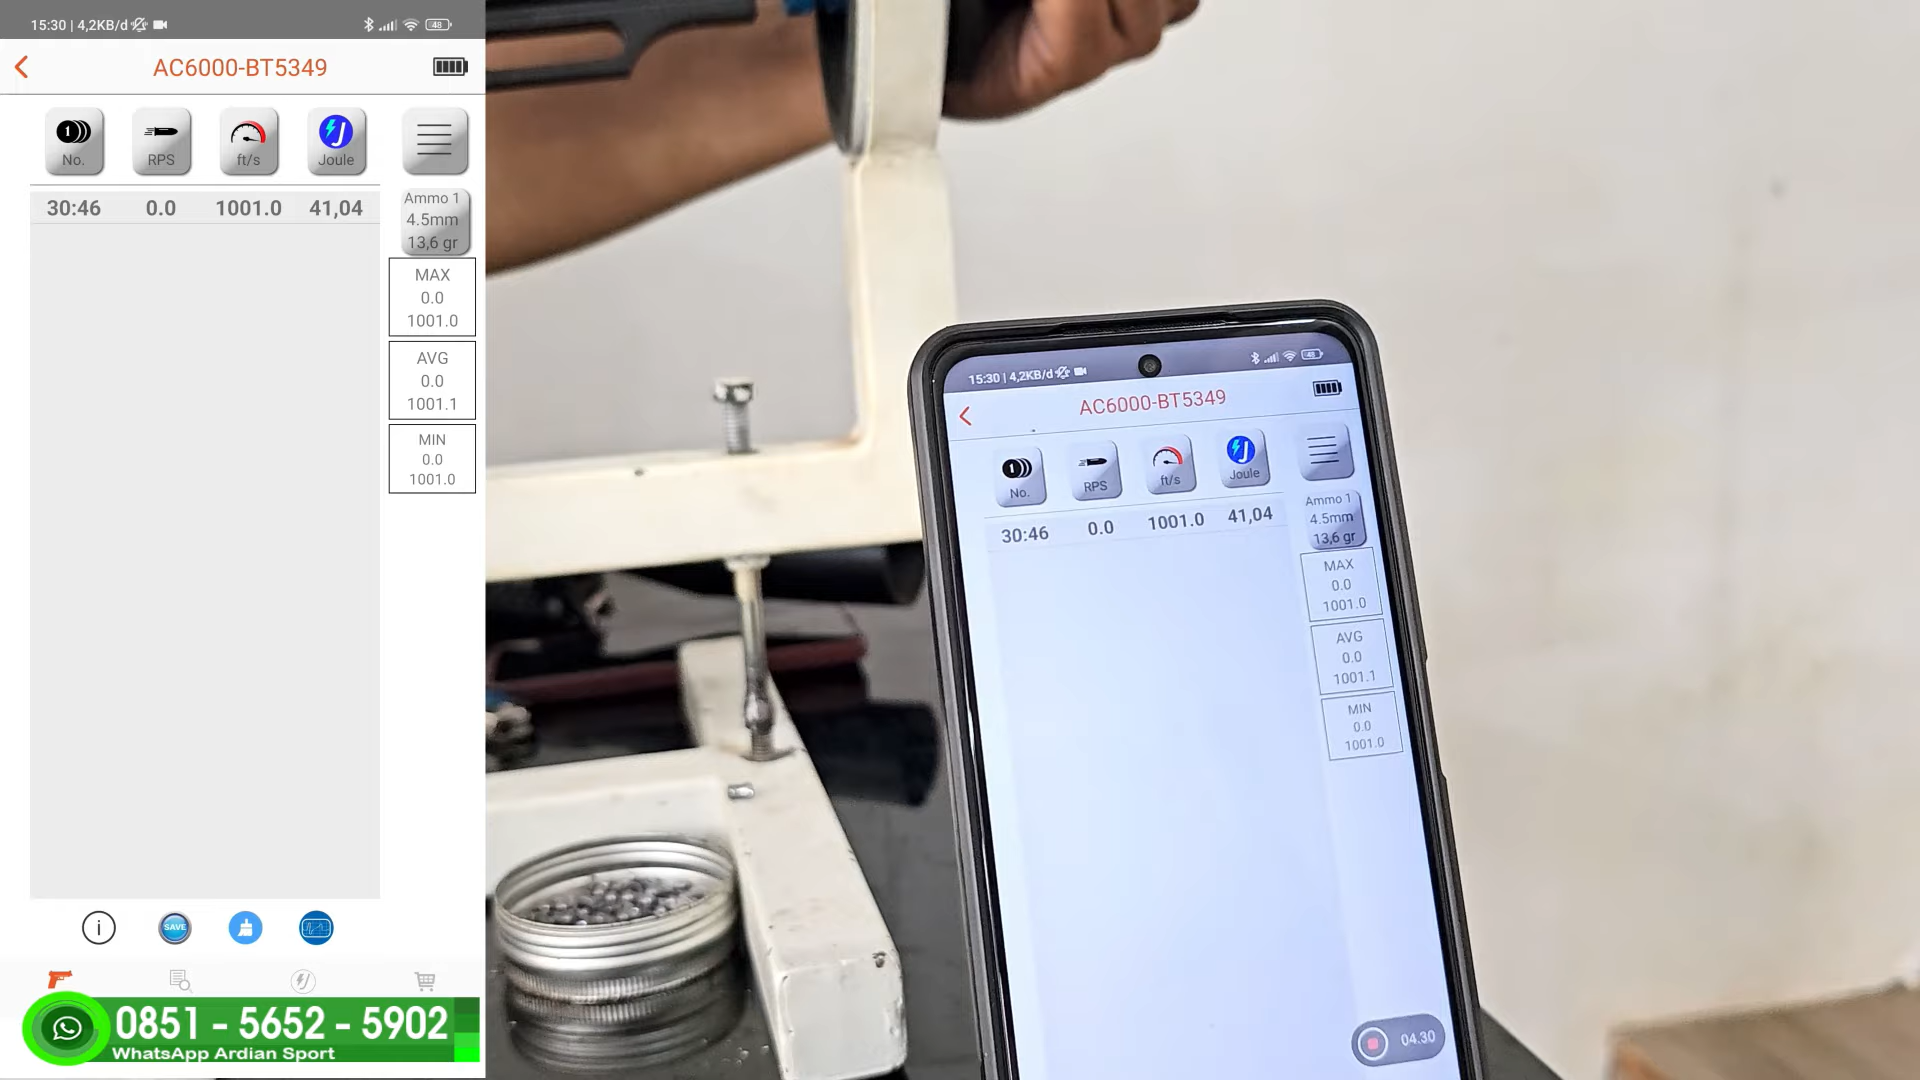 15:30 | 4,2KB/d
48
AC6000-BT5349
No.
RPS
ft/s
Joule
30:46 0.0 1001.0 41,04
Ammo 1
4.5mm
13,6 gr
MAX
0.0
1001.0
AVG
0.0
1001.1
MIN
0.0
1001.0
i
SAVE
0851 - 5652 - 5902
WhatsApp Ardian Sport
15:30 | 4,2KB/d
48
AC6000-BT5349
No.
RPS
ft/s
Joule
30:46 0.0 1001.0 41,04
Ammo 1
4.5mm
13,6 gr
MAX
0.0
1001.0
AVG
0.0
1001.1
MIN
0.0
1001.0
04.30